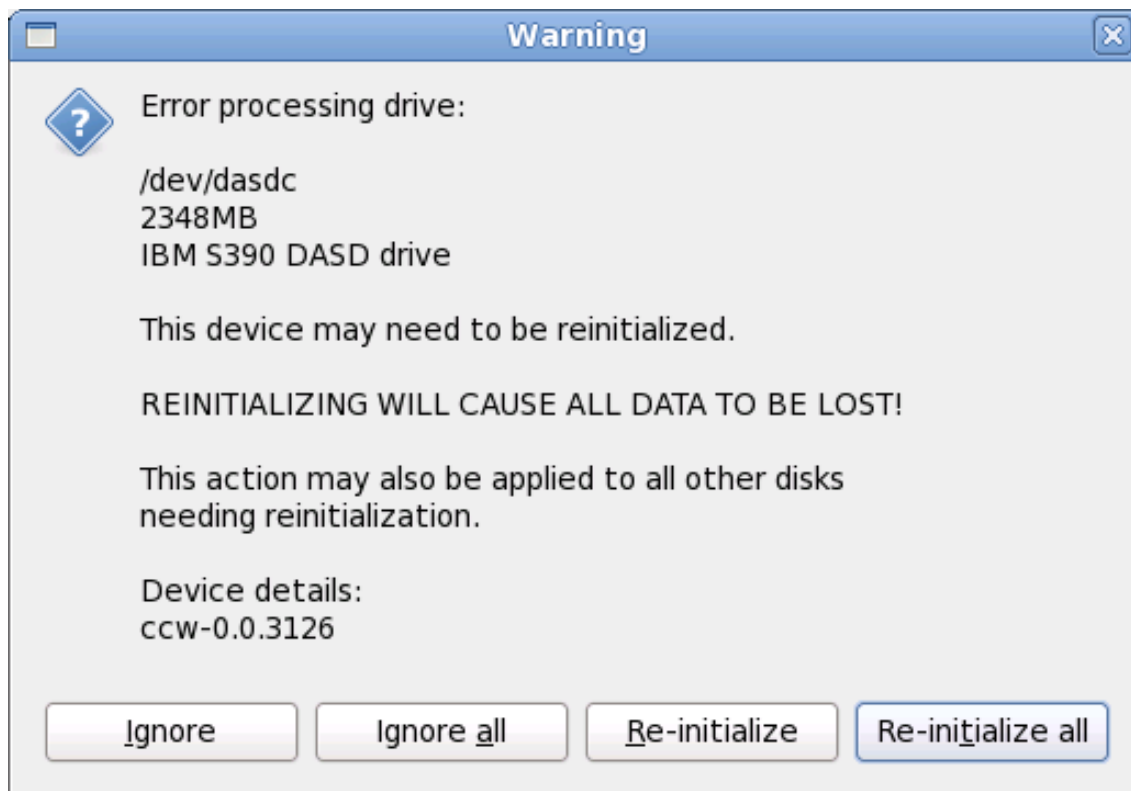 Warning
Error processing drive:
/dev/dasdc
2348MB
IBM S390 DASD drive
This device may need to be reinitialized.
REINITIALIZING WILL CAUSE ALL DATA TO BE LOST!
This action may also be applied to all other disks
needing reinitialization.
Device details:
ccw-0.0.3126
Ignore
Ignore all
Re-initialize
Re-initialize all